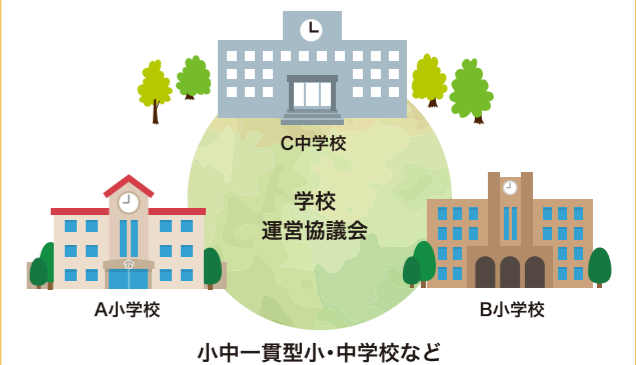 C中学校
学校
運営協議会
A小学校
B小学校
小中一貫型小・中学校など